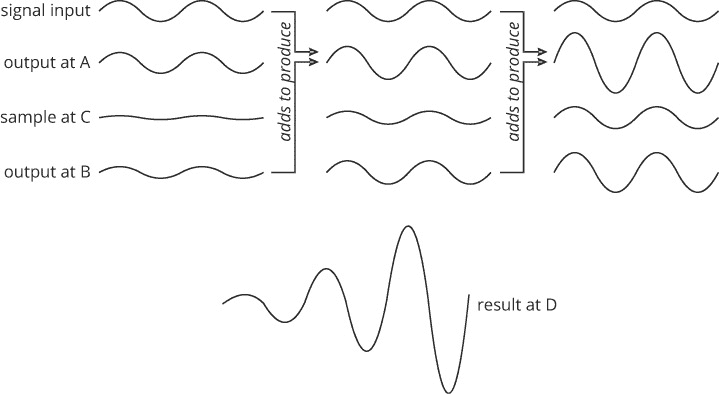 signal input
output at A
sample at C
output at B
adds to produce
adds to produce
result at D